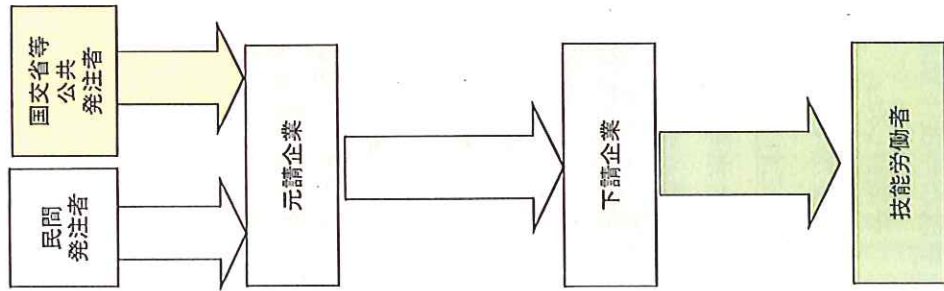 民間
発注者
国交省等
公共
発注者
元請企業
下請企業
技能労働者